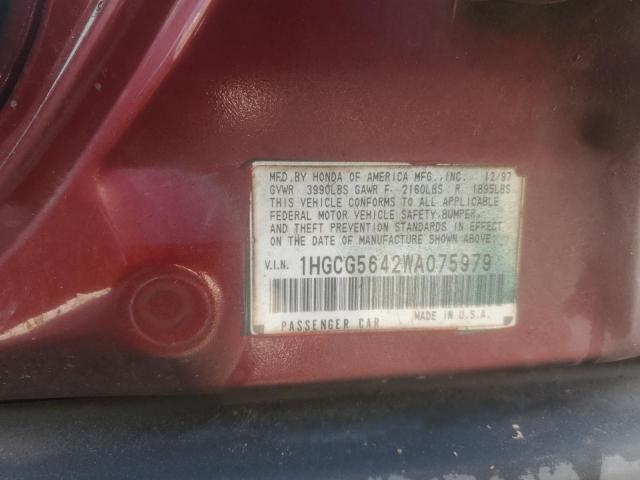 MFD.BY HONDA OF AMERICA MFG.,INC. 12/97
GVWR 3990LBS GAWR F 2160LBS R 1895LBS
THIS VEHICLE CONFORMS TO ALL APPLICABLE
FEDERAL MOTOR VEHICLE SAFETY,BUMPER,
AND THEFT PREVENTION STANDARDS IN EFFECT
ON THE DATE OF MANUFACTURE SHOWN ABOVE.
V.I.N. 1HGCG5642WA075979
PASSENGER CAR MADE IN U.S.A.